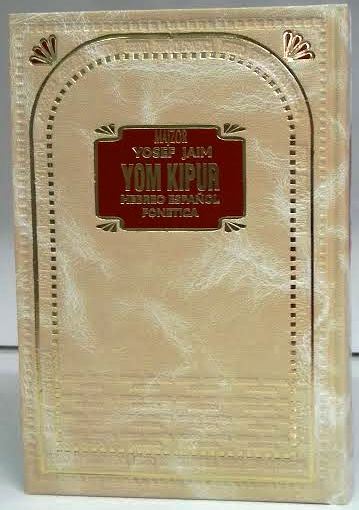 MAJZOR
YOSEF JAIM
YOM KIPUR
HEBREO ESPAÑOL
FONETICA